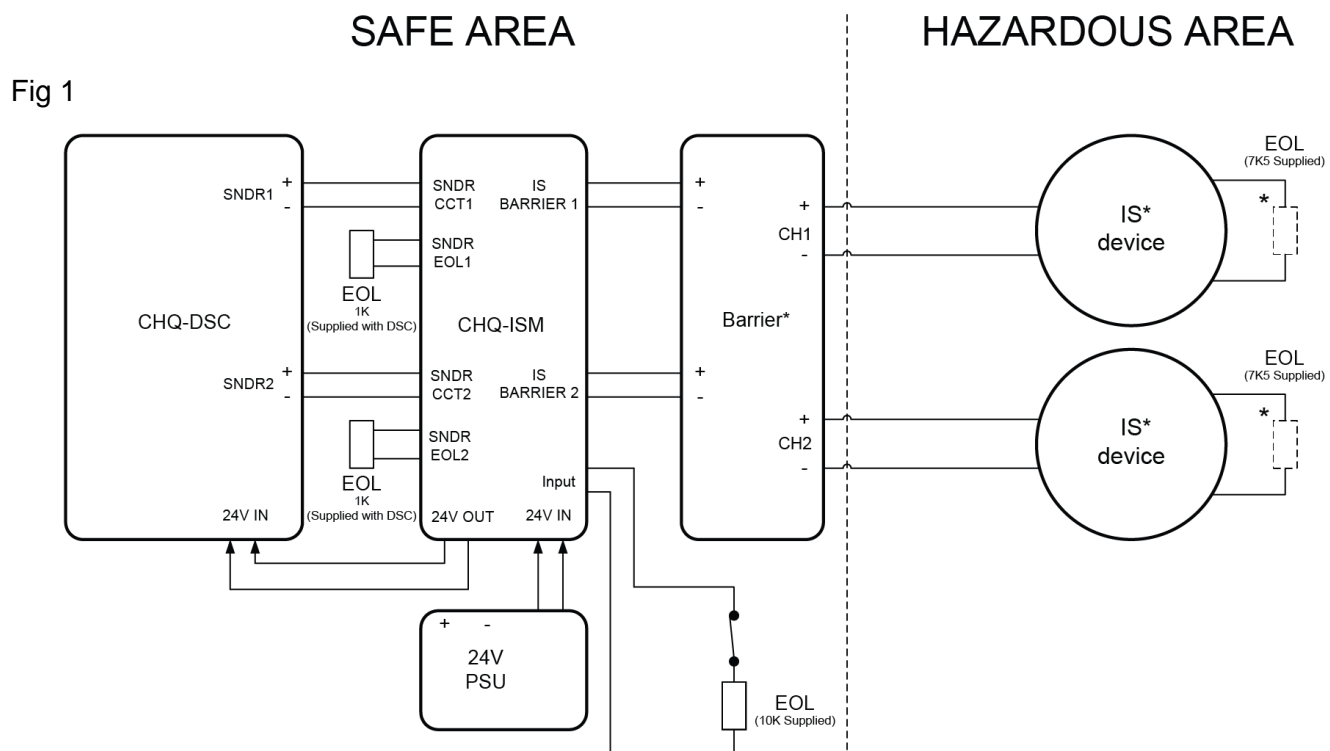 SAFE AREA
HAZARDOUS AREA
Fig 1
CHQ-DSC
SNDR1
+
-
SNDR2
+
-
24V IN
EOL
1K
(Supplied with DSC)
EOL
1K
(Supplied with DSC)
SNDR
CCT1
SNDR
EOL1
IS
BARRIER 1
CHQ-ISM
SNDR
CCT2
SNDR
EOL2
IS
BARRIER 2
Input
24V OUT
24V IN
+
-
24V
PSU
+
-
Barrier*
+
-
+
CH1
-
+
CH2
-
EOL
(10K Supplied)
IS*
device
EOL
(7K5 Supplied)
*
IS*
device
EOL
(7K5 Supplied)
*